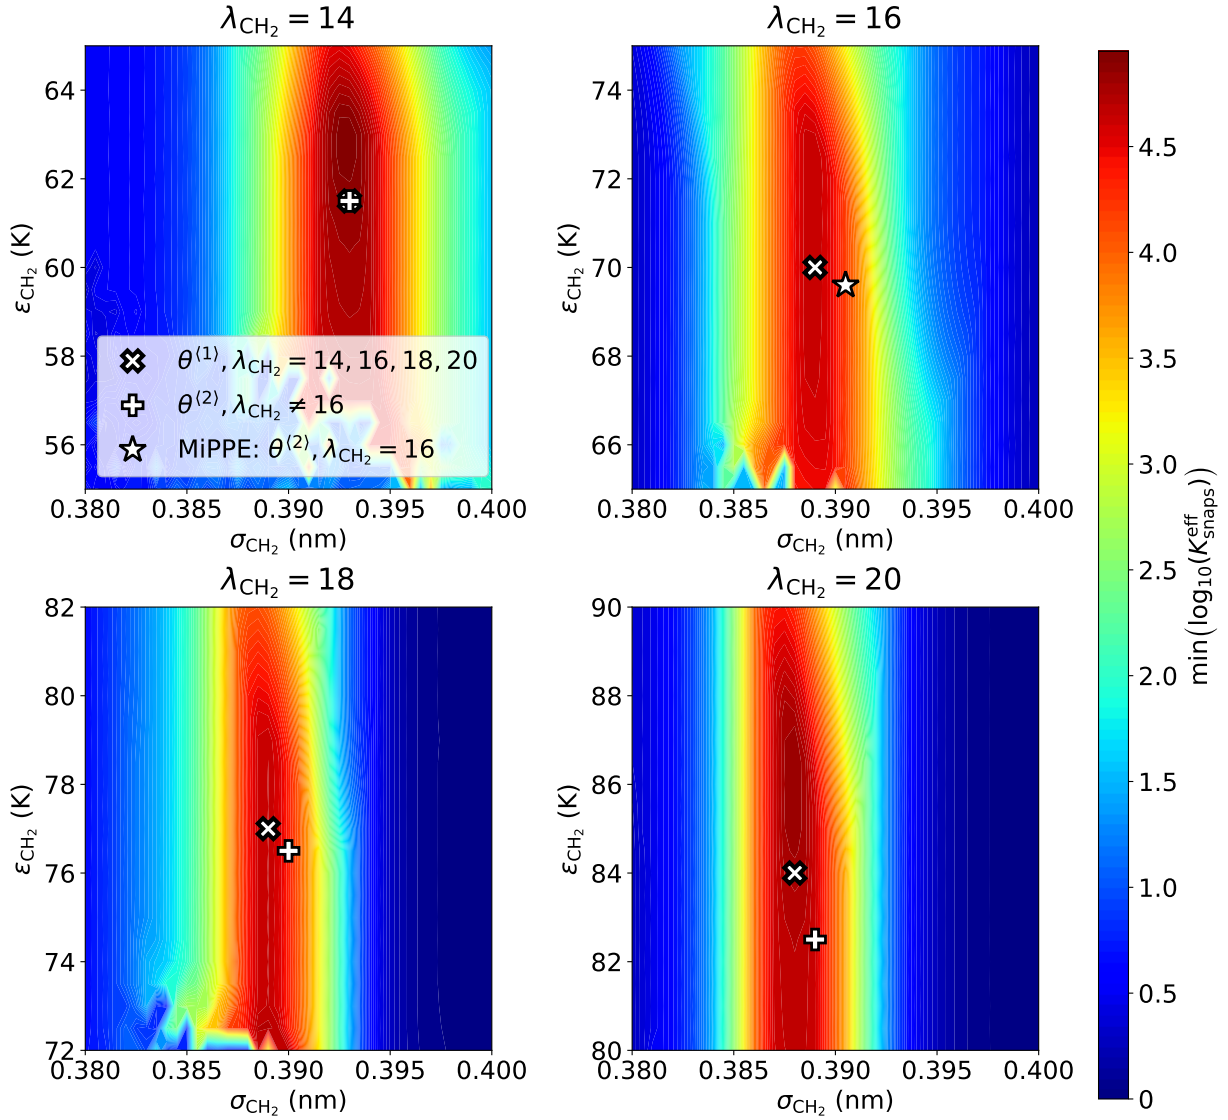 λCH₂ = 14
λCH₂ = 16
64
62
60
58
56
εCH₂ (K)
θ⟨1⟩, λCH₂ = 14, 16, 18, 20
θ⟨2⟩, λCH₂ ≠ 16
MiPPE: θ⟨2⟩, λCH₂ = 16
0.380 0.385 0.390 0.395 0.400
σCH₂ (nm)
74
72
70
68
66
εCH₂ (K)
0.380 0.385 0.390 0.395 0.400
σCH₂ (nm)
λCH₂ = 18
λCH₂ = 20
82
80
78
76
74
72
εCH₂ (K)
0.380 0.385 0.390 0.395 0.400
σCH₂ (nm)
90
88
86
84
82
80
εCH₂ (K)
0.380 0.385 0.390 0.395 0.400
σCH₂ (nm)
4.5
4.0
3.5
3.0
2.5
2.0
1.5
1.0
0.5
0
min(log₁₀(K^eff_snaps))